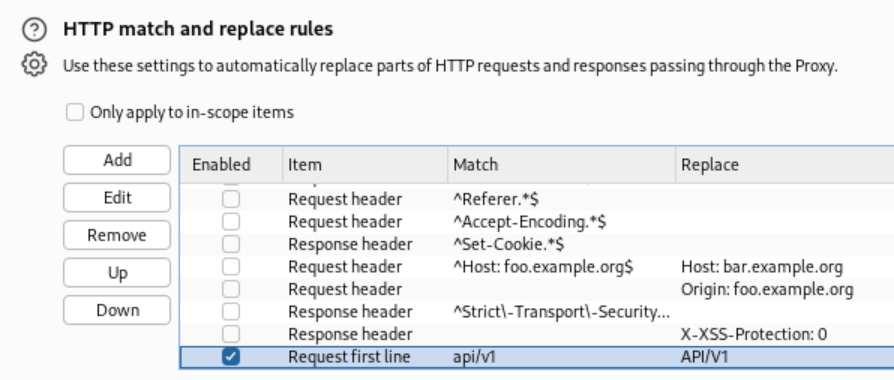 HTTP match and replace rules
Use these settings to automatically replace parts of HTTP requests and responses passing through the Proxy.
Only apply to in-scope items
Add
Edit
Remove
Up
Down
Enabled Item Match Replace
Request header ^Referer.*$
Request header ^Accept-Encoding.*$
Response header ^Set-Cookie.*$
Request header ^Host: foo.example.org$ Host: bar.example.org
Request header Origin: foo.example.org
Response header ^Strict\-Transport\-Security...
Response header X-XSS-Protection: 0
Request first line api/v1 API/V1